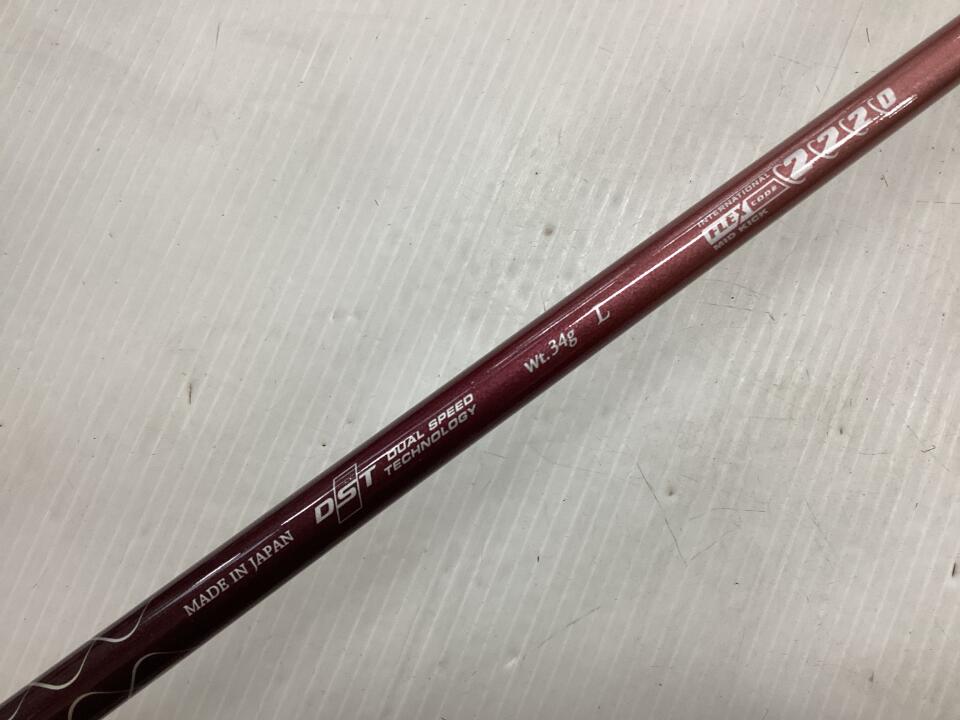 MADE IN JAPAN
DST
DUAL SPEED
TECHNOLOGY
Wt.34g L
INTERNATIONAL
FLEX CODE
MID KICK
2220